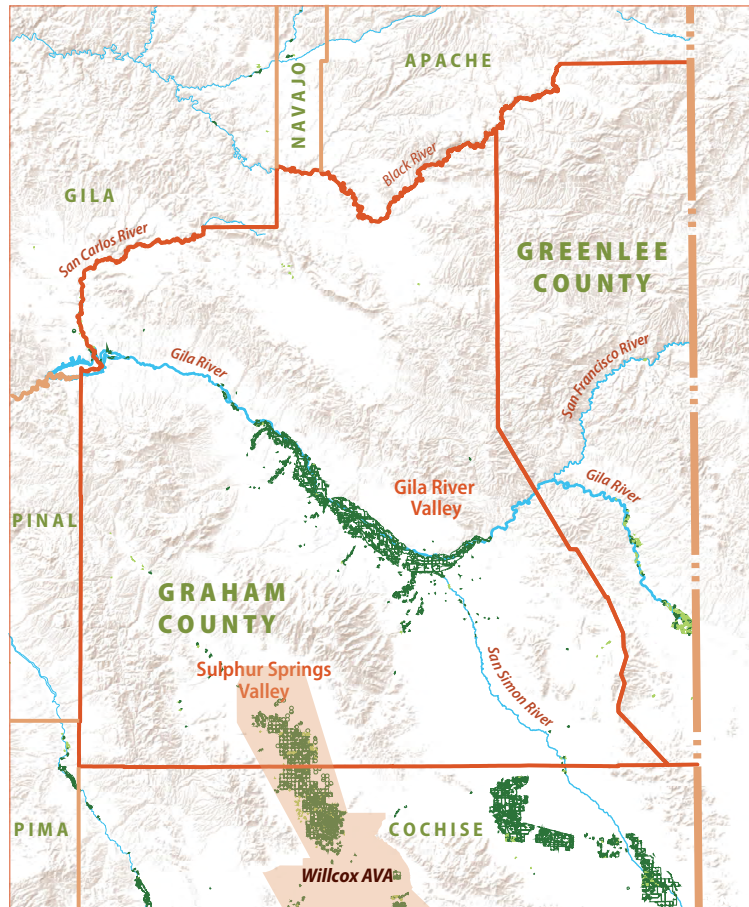 APACHE
NAVAJO
Black River
GILA
San Carlos River
GREENLEE
COUNTY
Gila River
San Francisco River
Gila River
Gila River
Valley
PINAL
GRAHAM
COUNTY
Sulphur Springs
Valley
San Simon River
PIMA
COCHISE
Willcox AVA